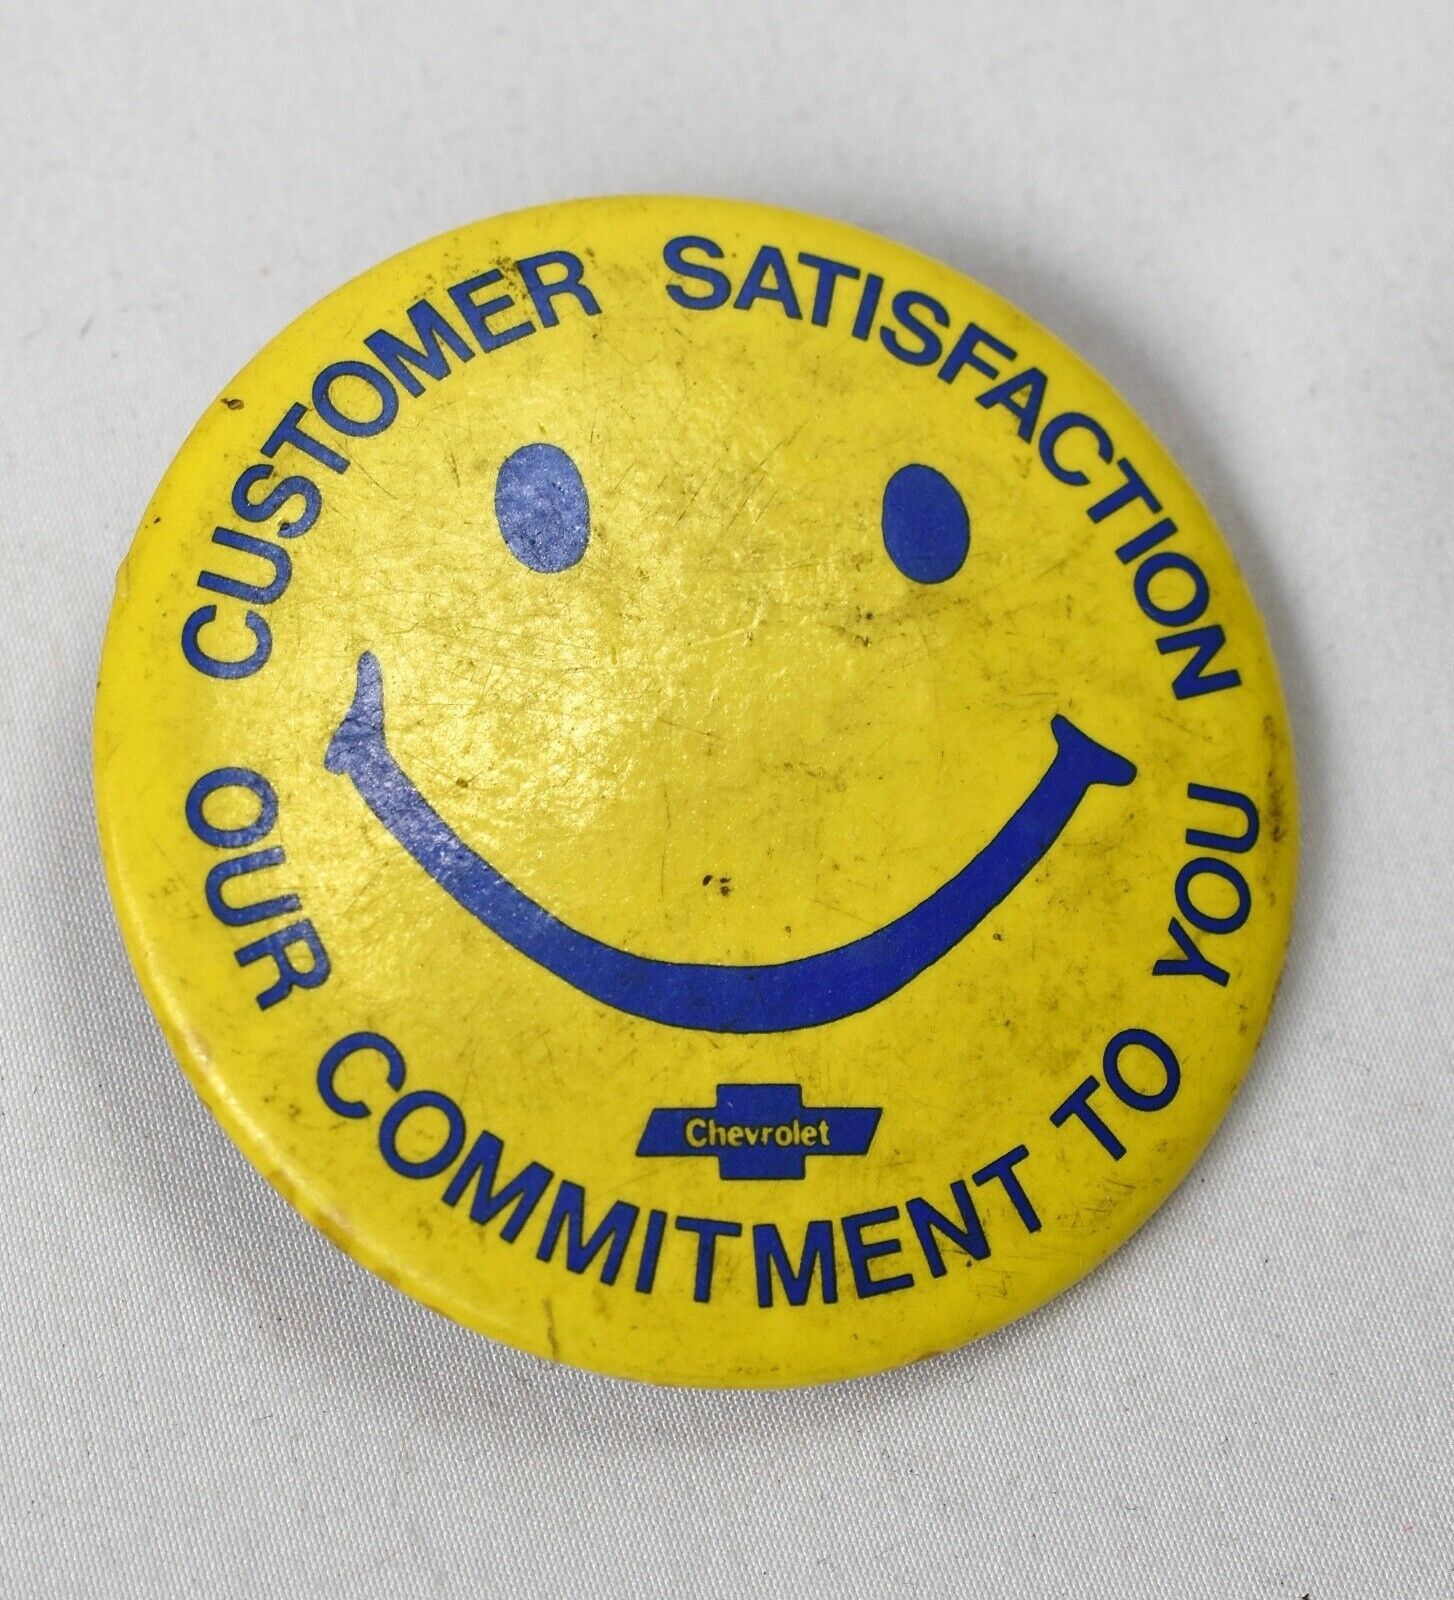 CUSTOMER SATISFACTION
OUR COMMITMENT TO YOU
Chevrolet